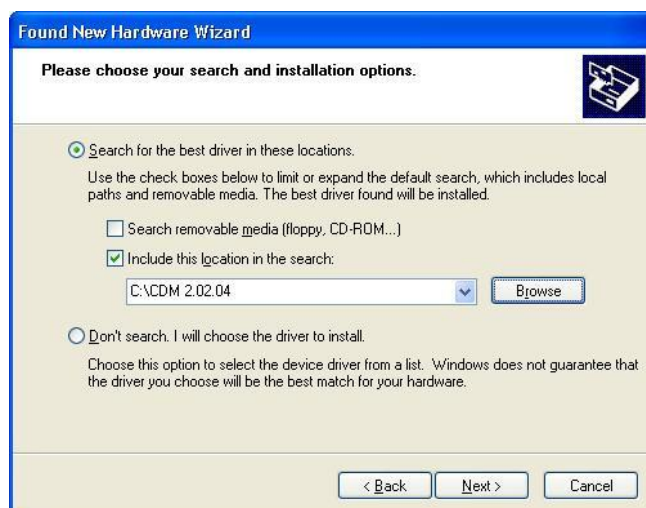 Found New Hardware Wizard
Please choose your search and installation options.
Search for the best driver in these locations.
Use the check boxes below to limit or expand the default search, which includes local
paths and removable media. The best driver found will be installed.
Search removable media (floppy, CD-ROM...)
Include this location in the search:
C:\CDM 2.02.04
Browse
Don't search. I will choose the driver to install.
Choose this option to select the device driver from a list. Windows does not guarantee that
the driver you choose will be the best match for your hardware.
< Back Next > Cancel